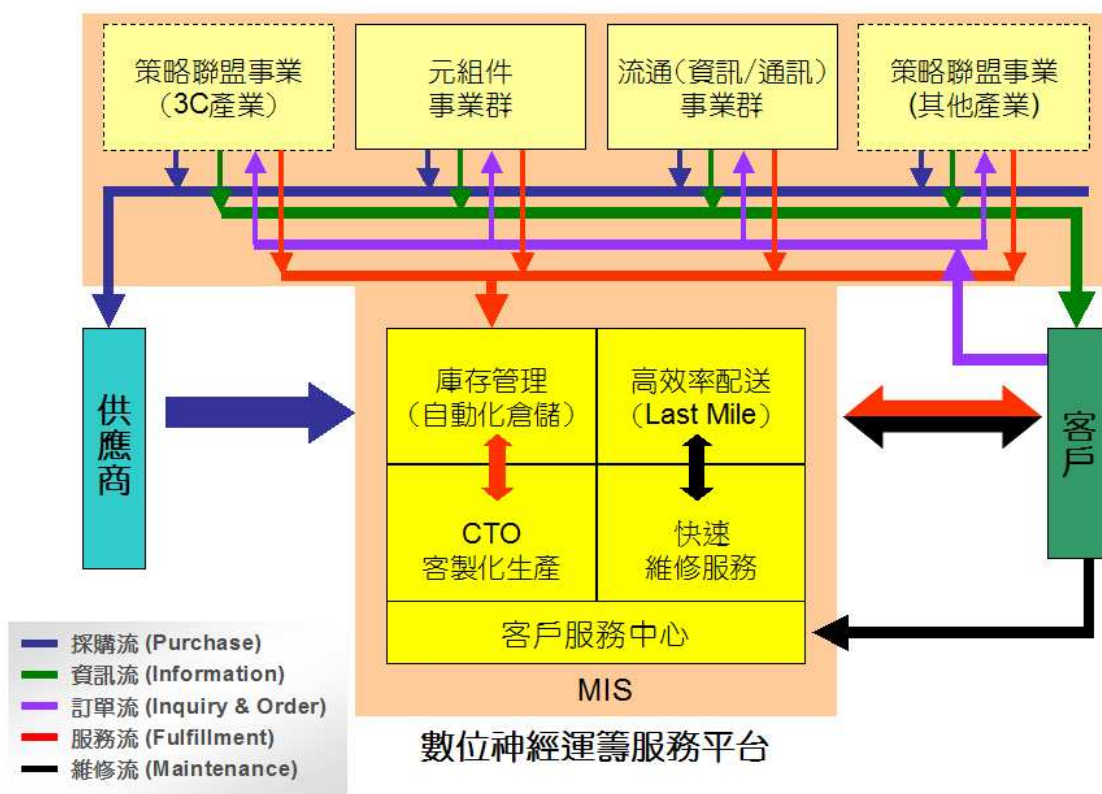 策略聯盟事業
（3C產業）
元組件
事業群
流通（資訊/通訊）
事業群
策略聯盟事業
(其他產業)
供應商
庫存管理
（自動化倉儲）
高效率配送
（Last Mile）
CTO
客製化生產
快速
維修服務
客戶服務中心
MIS
數位神經運籌服務平台
客戶
採購流 (Purchase)
資訊流 (Information)
訂單流 (Inquiry & Order)
服務流 (Fulfillment)
維修流 (Maintenance)